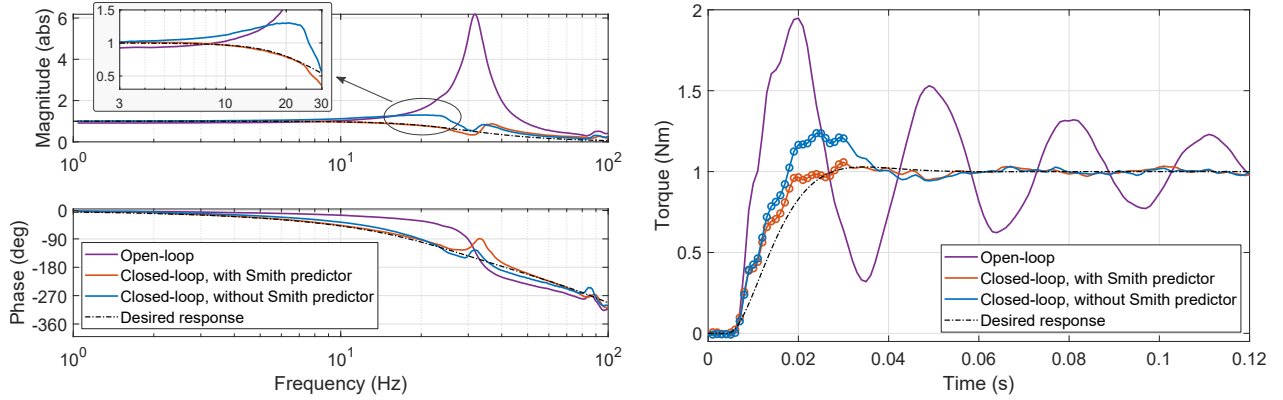 1.5
1
0.5
3
10
20
30
6
4
2
0
Magnitude (abs)
10^0
10^1
10^2
0
-90
-180
-270
-360
Phase (deg)
Open-loop
Closed-loop, with Smith predictor
Closed-loop, without Smith predictor
Desired response
10^0
10^1
10^2
Frequency (Hz)
2
1.5
1
0.5
0
Torque (Nm)
Open-loop
Closed-loop, with Smith predictor
Closed-loop, without Smith predictor
Desired response
0
0.02
0.04
0.06
0.08
0.1
0.12
Time (s)